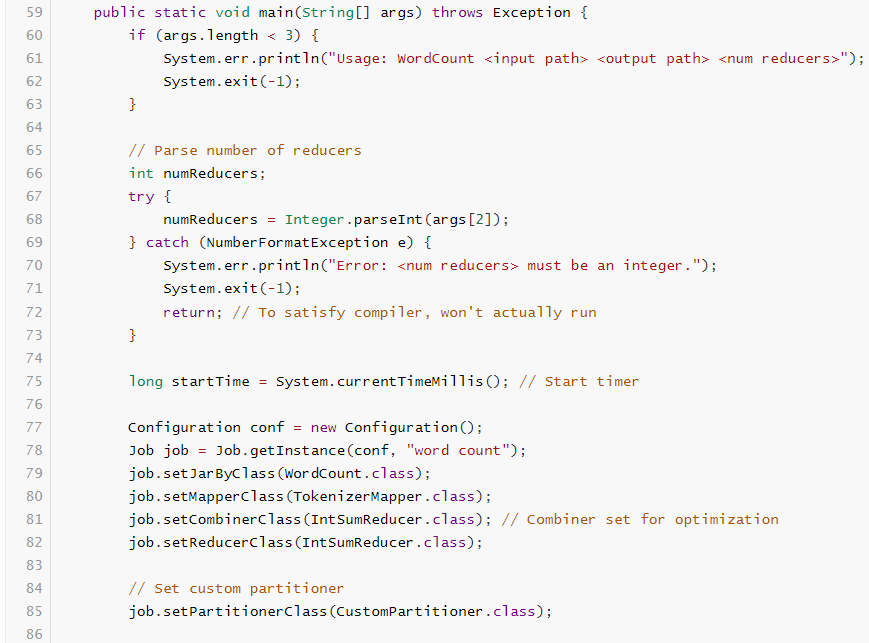 59     public static void main(String[] args) throws Exception {
60         if (args.length < 3) {
61             System.err.println("Usage: WordCount <input path> <output path> <num reducers>");
62             System.exit(-1);
63         }
64
65         // Parse number of reducers
66         int numReducers;
67         try {
68             numReducers = Integer.parseInt(args[2]);
69         } catch (NumberFormatException e) {
70             System.err.println("Error: <num reducers> must be an integer.");
71             System.exit(-1);
72             return; // To satisfy compiler, won't actually run
73         }
74
75         long startTime = System.currentTimeMillis(); // Start timer
76
77         Configuration conf = new Configuration();
78         Job job = Job.getInstance(conf, "word count");
79         job.setJarByClass(WordCount.class);
80         job.setMapperClass(TokenizerMapper.class);
81         job.setCombinerClass(IntSumReducer.class); // Combiner set for optimization
82         job.setReducerClass(IntSumReducer.class);
83
84         // Set custom partitioner
85         job.setPartitionerClass(CustomPartitioner.class);
86